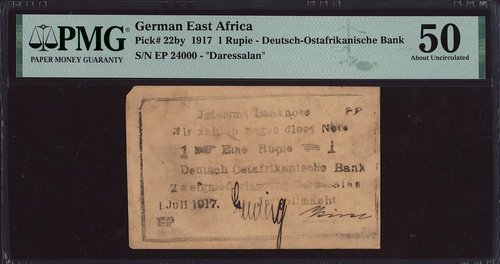 PMG
PAPER MONEY GUARANTY
German East Africa
Pick# 22by 1917 1 Rupie - Deutsch-Ostafrikanische Bank
S/N EP 24000 - "Daressalan"
50
About Uncirculated
Interims Banknote
Wir zahlen gegen diese Note
1 Eine Rupie 1
Deutsch Ostafrikanische Bank
Zweigniederlassung Daressalan
1 Juli 1917.
EP